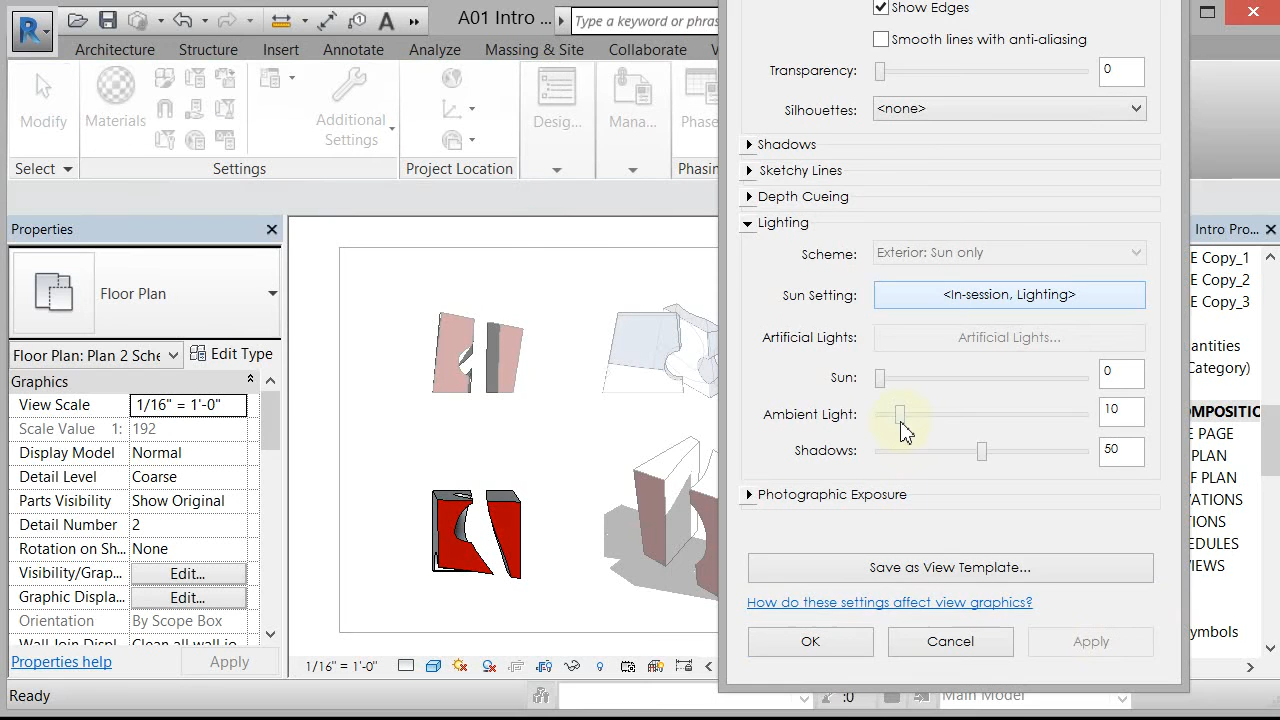 A01 Intro ...
Type a keyword or phras
Architecture Structure Insert Annotate Analyze Massing & Site Collaborate
Modify
Materials
Additional
Settings
Desig...
Mana...
Phase
Select
Settings
Project Location
Phasin
Properties
Floor Plan
Floor Plan: Plan 2 Sche
Edit Type
Graphics
View Scale 1/16" = 1'-0"
Scale Value 1: 192
Display Model Normal
Detail Level Coarse
Parts Visibility Show Original
Detail Number 2
Rotation on Sh... None
Visibility/Grap... Edit...
Graphic Displa... Edit...
Orientation By Scope Box
Properties help
Apply
1/16" = 1'-0"
Ready
:0
Main Model
Show Edges
Smooth lines with anti-aliasing
Transparency: 0
Silhouettes: <none>
Shadows
Sketchy Lines
Depth Cueing
Lighting
Scheme: Exterior: Sun only
Sun Setting: <In-session, Lighting>
Artificial Lights: Artificial Lights...
Sun: 0
Ambient Light: 10
Shadows: 50
Photographic Exposure
Save as View Template...
How do these settings affect view graphics?
OK Cancel Apply
Intro Pro...
E Copy_1
E Copy_2
E Copy_3
antities
Category)
OMPOSITIO
E PAGE
PLAN
F PLAN
VATIONS
TIONS
HEDULES
VIEWS
ymbols